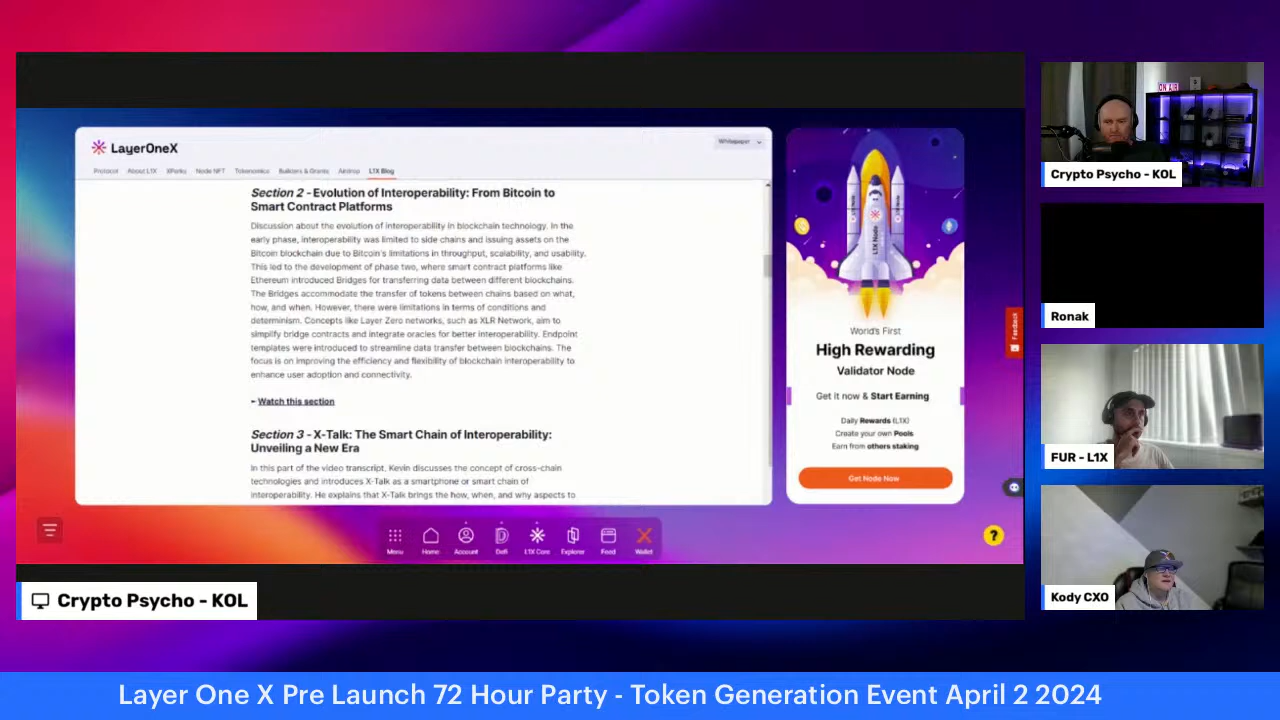 LayerOneX
Whitepaper
Protocol About L1X XPerks Node NFT Tokenomics Builders & Grants Airdrop L1X Blog
Section 2 - Evolution of Interoperability: From Bitcoin to
Smart Contract Platforms
Discussion about the evolution of interoperability in blockchain technology. In the
early phase, interoperability was limited to side chains and issuing assets on the
Bitcoin blockchain due to Bitcoin's limitations in throughput, scalability, and usability.
This led to the development of phase two, where smart contract platforms like
Ethereum introduced Bridges for transferring data between different blockchains.
The Bridges accommodate the transfer of tokens between chains based on what,
how, and when. However, there were limitations in terms of conditions and
determinism. Concepts like Layer Zero networks, such as XLR Network, aim to
simplify bridge contracts and integrate oracles for better interoperability. Endpoint
templates were introduced to streamline data transfer between blockchains. The
focus is on improving the efficiency and flexibility of blockchain interoperability to
enhance user adoption and connectivity.
Watch this section
Section 3 - X-Talk: The Smart Chain of Interoperability:
Unveiling a New Era
In this part of the video transcript, Kevin discusses the concept of cross-chain
technologies and introduces X-Talk as a smartphone or smart chain of
interoperability. He explains that X-Talk brings the how, when, and why aspects to
L1X Node
L1X Node
L1X Node
World's First
High Rewarding
Validator Node
Get it now & Start Earning
Daily Rewards (L1X)
Create your own Pools
Earn from others staking
Get Node Now
Feedback
Menu Home Account Defi L1X Core Explorer Feed Wallet
?
Crypto Psycho - KOL
ON AIR
Crypto Psycho - KOL
Ronak
FUR - L1X
Kody CXO
Layer One X Pre Launch 72 Hour Party - Token Generation Event April 2 2024